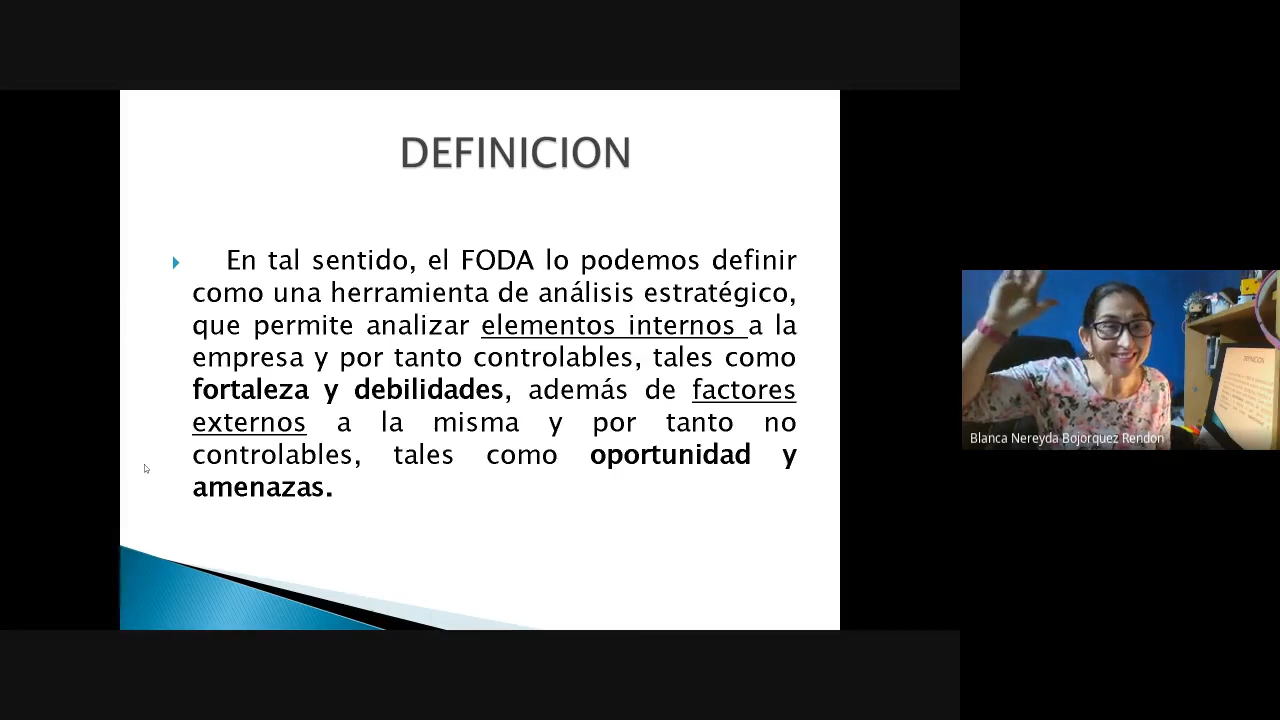 DEFINICION
En tal sentido, el FODA lo podemos definir
como una herramienta de análisis estratégico,
que permite analizar elementos internos a la
empresa y por tanto controlables, tales como
fortaleza y debilidades, además de factores
externos a la misma y por tanto no
controlables, tales como oportunidad y
amenazas.
Blanca Nereyda Bojorquez Rendon